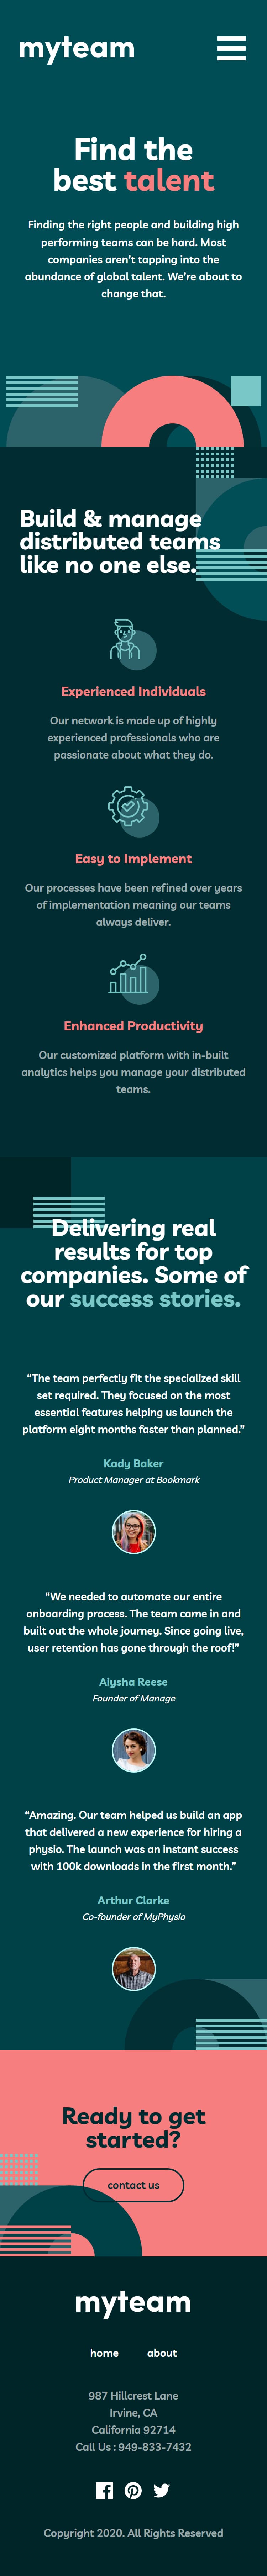 myteam
Find the
best talent
Finding the right people and building high
performing teams can be hard. Most
companies aren’t tapping into the
abundance of global talent. We’re about to
change that.
Build & manage
distributed teams
like no one else.
Experienced Individuals
Our network is made up of highly
experienced professionals who are
passionate about what they do.
Easy to Implement
Our processes have been refined over years
of implementation meaning our teams
always deliver.
Enhanced Productivity
Our customized platform with in-built
analytics helps you manage your distributed
teams.
Delivering real
results for top
companies. Some of
our success stories.
“The team perfectly fit the specialized skill
set required. They focused on the most
essential features helping us launch the
platform eight months faster than planned.”
Kady Baker
Product Manager at Bookmark
“We needed to automate our entire
onboarding process. The team came in and
built out the whole journey. Since going live,
user retention has gone through the roof!”
Aiysha Reese
Founder of Manage
“Amazing. Our team helped us build an app
that delivered a new experience for hiring a
physio. The launch was an instant success
with 100k downloads in the first month.”
Arthur Clarke
Co-founder of MyPhysio
Ready to get
started?
contact us
myteam
home about
987 Hillcrest Lane
Irvine, CA
California 92714
Call Us : 949-833-7432
Copyright 2020. All Rights Reserved